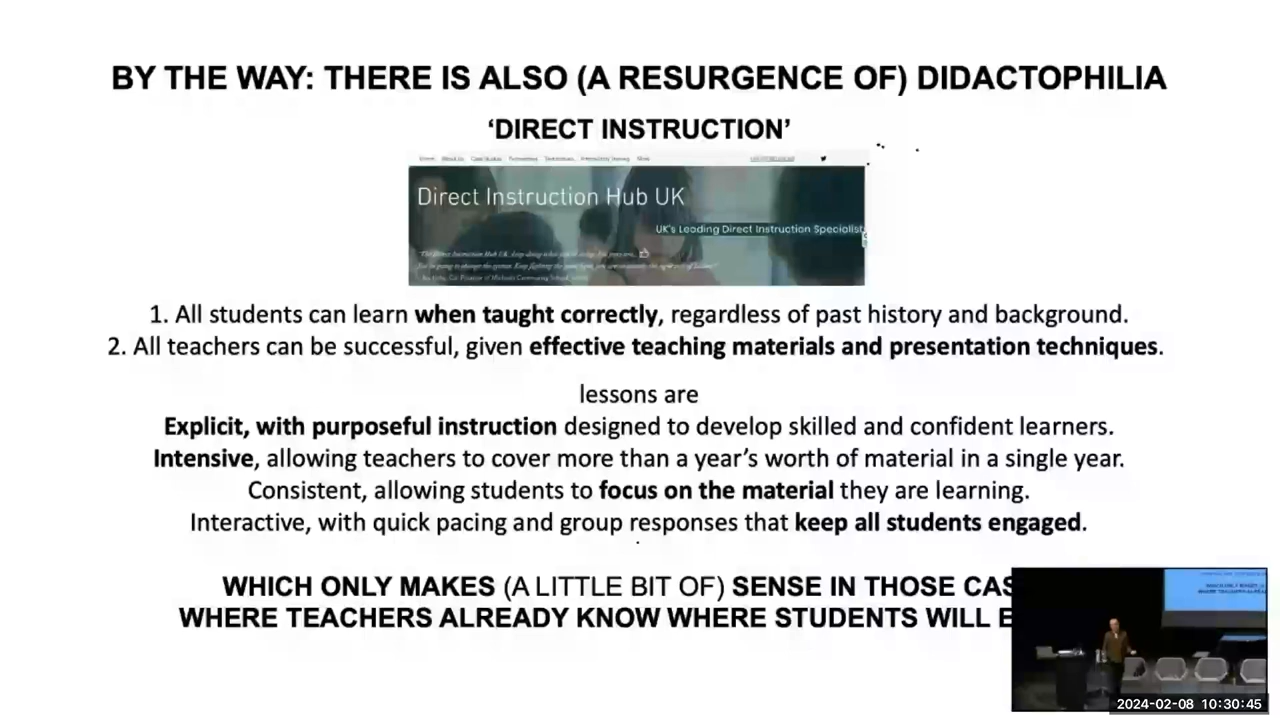 BY THE WAY: THERE IS ALSO (A RESURGENCE OF) DIDACTOPHILIA
‘DIRECT INSTRUCTION’
Home About Us Case Studies
Direct Instruction Hub UK
UK's Leading Direct Instruction Specialist
1. All students can learn when taught correctly, regardless of past history and background.
2. All teachers can be successful, given effective teaching materials and presentation techniques.
lessons are
Explicit, with purposeful instruction designed to develop skilled and confident learners.
Intensive, allowing teachers to cover more than a year’s worth of material in a single year.
Consistent, allowing students to focus on the material they are learning.
Interactive, with quick pacing and group responses that keep all students engaged.
WHICH ONLY MAKES (A LITTLE BIT OF) SENSE IN THOSE
WHERE TEACHERS ALREADY KNOW WHERE STUDENTS WILL
2024-02-08 10:30:45